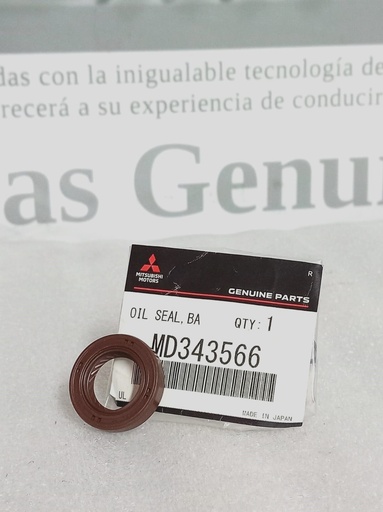 das con la inigualable tecnología de
recerá a su experiencia de conducir
as Genu
MITSUBISHI
MOTORS
R
GENUINE PARTS
OIL SEAL,BA QTY:1
MD343566
UL
MADE IN JAPAN